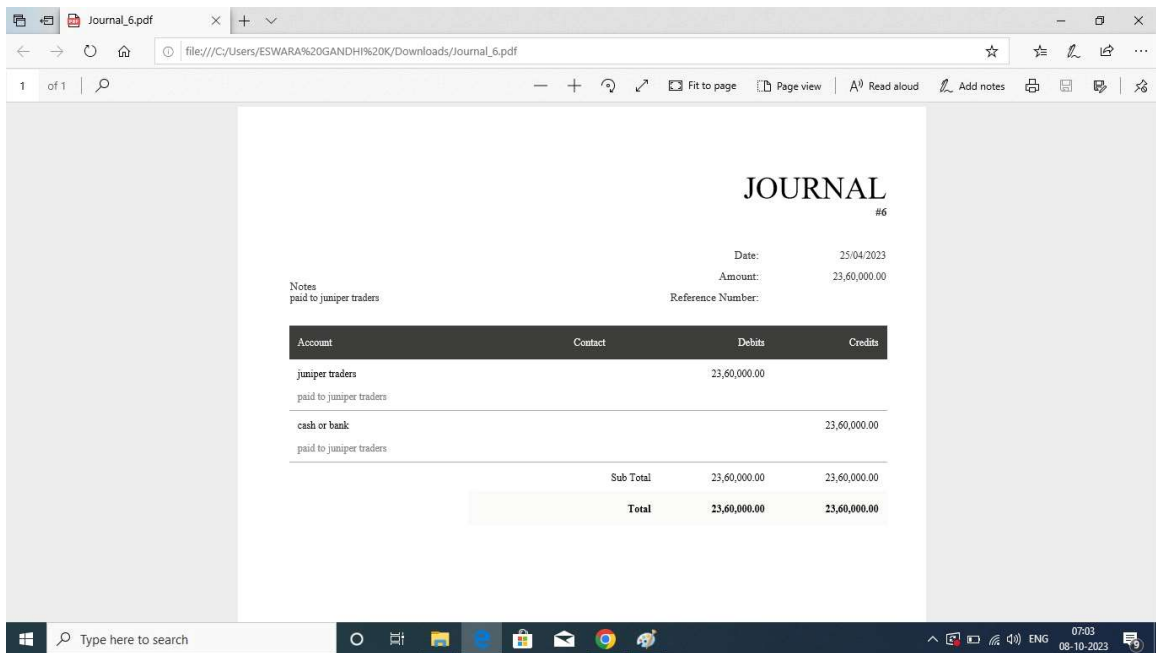 Journal_6.pdf
file:///C:/Users/ESWARA%20GANDHI%20K/Downloads/Journal_6.pdf
1 of 1 Fit to page Page view Read aloud Add notes
JOURNAL
#6
Date: 25/04/2023
Amount: 23,60,000.00
Reference Number:
Notes
paid to juniper traders
Account Contact Debits Credits
juniper traders 23,60,000.00
paid to juniper traders
cash or bank 23,60,000.00
paid to juniper traders
Sub Total 23,60,000.00 23,60,000.00
Total 23,60,000.00 23,60,000.00
Type here to search ENG 07:03
08-10-2023